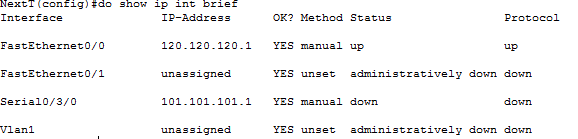 NextT(config)#do show ip int brief
Interface IP-Address OK? Method Status Protocol
FastEthernet0/0 120.120.120.1 YES manual up up
FastEthernet0/1 unassigned YES unset administratively down down
Serial0/3/0 101.101.101.1 YES manual down down
Vlan1 unassigned YES unset administratively down down